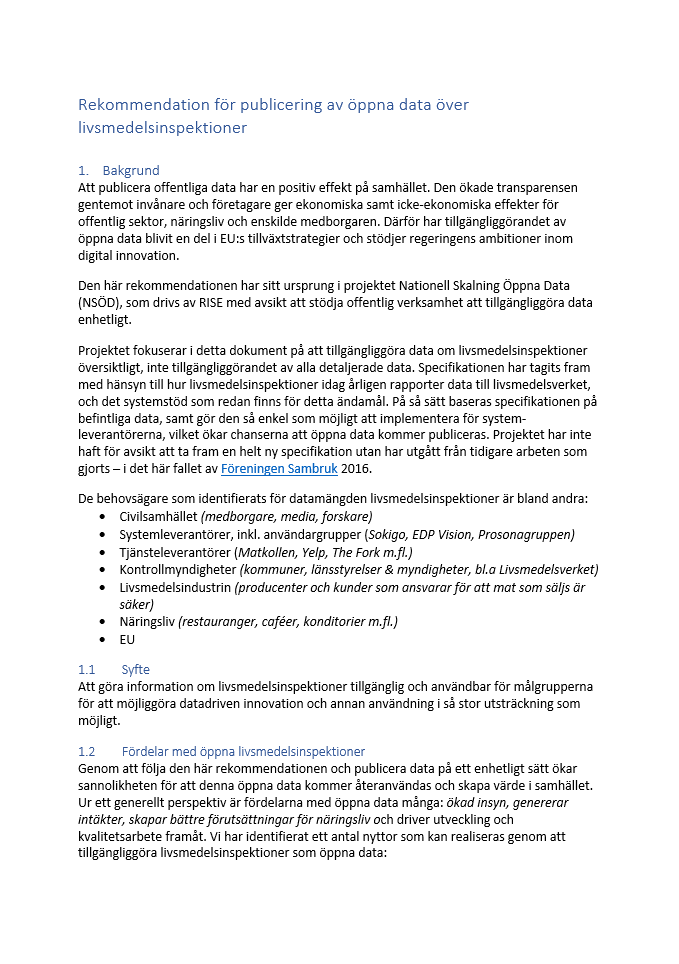 Rekommendation för publicering av öppna data över
livsmedelsinspektioner
1. Bakgrund
Att publicera offentliga data har en positiv effekt på samhället. Den ökade transparensen
gentemot invånare och företagare ger ekonomiska samt icke-ekonomiska effekter för
offentlig sektor, näringsliv och enskilde medborgaren. Därför har tillgängliggörandet av
öppna data blivit en del i EU:s tillväxtstrategier och stödjer regeringens ambitioner inom
digital innovation.
Den här rekommendationen har sitt ursprung i projektet Nationell Skalning Öppna Data
(NSÖD), som drivs av RISE med avsikt att stödja offentlig verksamhet att tillgängliggöra data
enhetligt.
Projektet fokuserar i detta dokument på att tillgängliggöra data om livsmedelsinspektioner
översiktligt, inte tillgängliggörandet av alla detaljerade data. Specifikationen har tagits fram
med hänsyn till hur livsmedelsinspektioner idag årligen rapporter data till livsmedelsverket,
och det systemstöd som redan finns för detta ändamål. På så sätt baseras specifikationen på
befintliga data, samt gör den så enkel som möjligt att implementera för system-
leverantörerna, vilket ökar chanserna att öppna data kommer publiceras. Projektet har inte
haft för avsikt att ta fram en helt ny specifikation utan har utgått från tidigare arbeten som
gjorts – i det här fallet av Föreningen Sambruk 2016.
De behovsägare som identifierats för datamängden livsmedelsinspektioner är bland andra:
• Civilsamhället (medborgare, media, forskare)
• Systemleverantörer, inkl. användargrupper (Sokigo, EDP Vision, Prosonagruppen)
• Tjänsteleverantörer (Matkollen, Yelp, The Fork m.fl.)
• Kontrollmyndigheter (kommuner, länsstyrelser & myndigheter, bl.a Livsmedelsverket)
• Livsmedelsindustrin (producenter och kunder som ansvarar för att mat som säljs är
säker)
• Näringsliv (restauranger, caféer, konditorier m.fl.)
• EU
1.1 Syfte
Att göra information om livsmedelsinspektioner tillgänglig och användbar för målgrupperna
för att möjliggöra datadriven innovation och annan användning i så stor utsträckning som
möjligt.
1.2 Fördelar med öppna livsmedelsinspektioner
Genom att följa den här rekommendationen och publicera data på ett enhetligt sätt ökar
sannolikheten för att denna öppna data kommer återanvändas och skapa värde i samhället.
Ur ett generellt perspektiv är fördelarna med öppna data många: ökad insyn, genererar
intäkter, skapar bättre förutsättningar för näringsliv och driver utveckling och
kvalitetsarbete framåt. Vi har identifierat ett antal nyttor som kan realiseras genom att
tillgängliggöra livsmedelsinspektioner som öppna data: